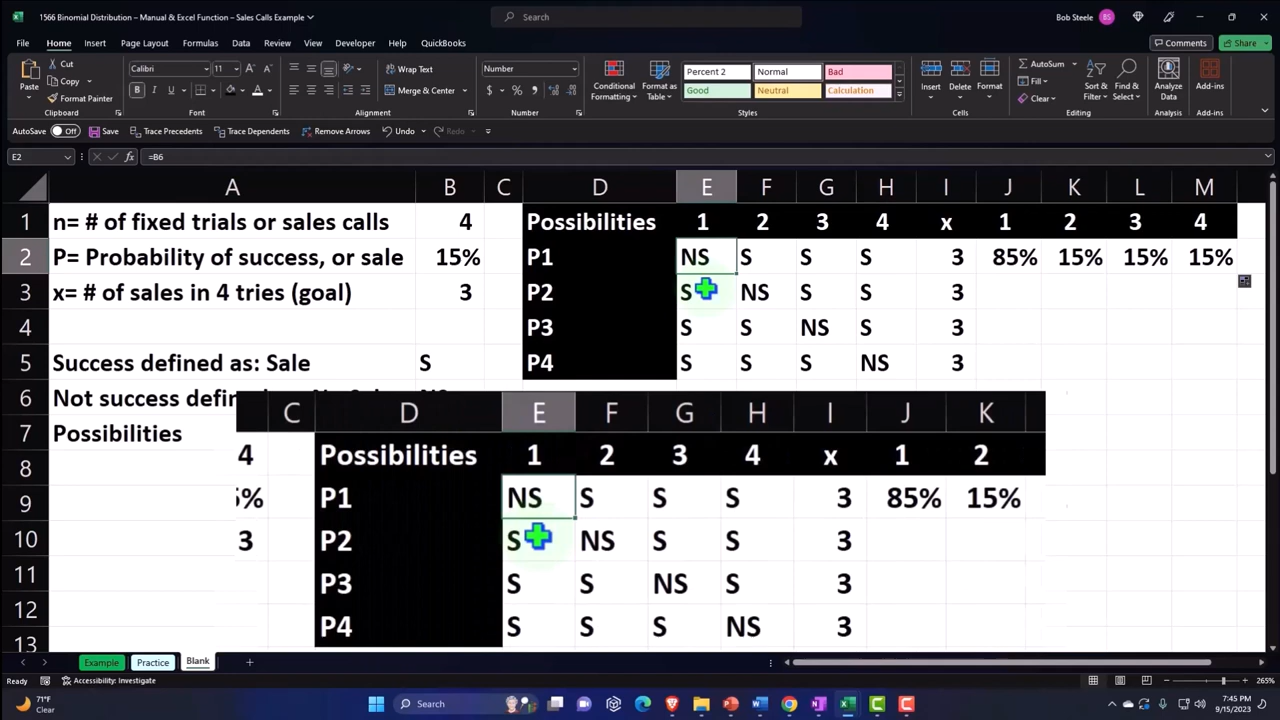 1566 Binomial Distribution – Manual & Excel Function – Sales Calls Example
Search
Bob Steele BS
File Home Insert Page Layout Formulas Data Review View Developer Help QuickBooks
Comments Share
Cut
Copy
Format Painter
Paste
Clipboard
Calibri 11
B I U
Font
Wrap Text
Merge & Center
Alignment
Number
Number
Conditional Formatting
Format as Table
Percent 2 Normal Bad
Good Neutral Calculation
Styles
Insert Delete Format
Cells
AutoSum
Fill
Clear
Sort & Filter
Find & Select
Editing
Analyze Data
Analysis
Add-ins
Add-ins
AutoSave Off Save Trace Precedents Trace Dependents Remove Arrows Undo Redo
E2 fx =B6
A B C D E F G H I J K L M
1 n= # of fixed trials or sales calls 4 Possibilities 1 2 3 4 x 1 2 3 4
2 P= Probability of success, or sale 15% P1 NS S S S 3 85% 15% 15% 15%
3 x= # of sales in 4 tries (goal) 3 P2 S NS S S 3
4 P3 S S NS S 3
5 Success defined as: Sale S P4 S S S NS 3
6 Not success
7 Possibilities
8
9
10
11
12
13
C D E F G H I J K
4 Possibilities 1 2 3 4 x 1 2
5% P1 NS S S S 3 85% 15%
3 P2 S NS S S 3
P3 S S NS S 3
P4 S S S NS 3
Example Practice Blank
Ready Accessibility: Investigate 265%
71°F
Clear
Search
7:45 PM
9/15/2023